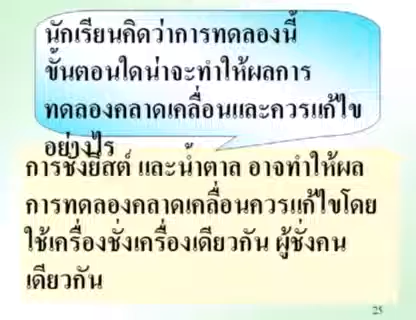 นักเรียนคิดว่าการทดลองนี้
ขั้นตอนใดน่าจะทำให้ผลการ
ทดลองคลาดเคลื่อนและควรแก้ไข
อย่างไร
การชั่งยีสต์ และน้ำตาล อาจทำให้ผล
การทดลองคลาดเคลื่อนควรแก้ไขโดย
ใช้เครื่องชั่งเครื่องเดียวกัน ผู้ชั่งคน
เดียวกัน
25